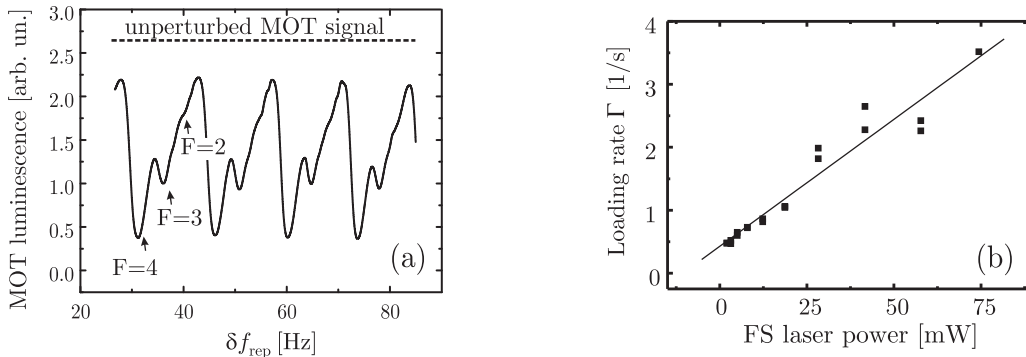 unperturbed MOT signal
MOT luminescence [arb. un.]
3.0
2.5
2.0
1.5
1.0
0.5
0.0
F=2
F=3
F=4
(a)
20
40
60
80
δf_rep [Hz]
Loading rate Γ [1/s]
4
3
2
1
0
(b)
0
25
50
75
FS laser power [mW]